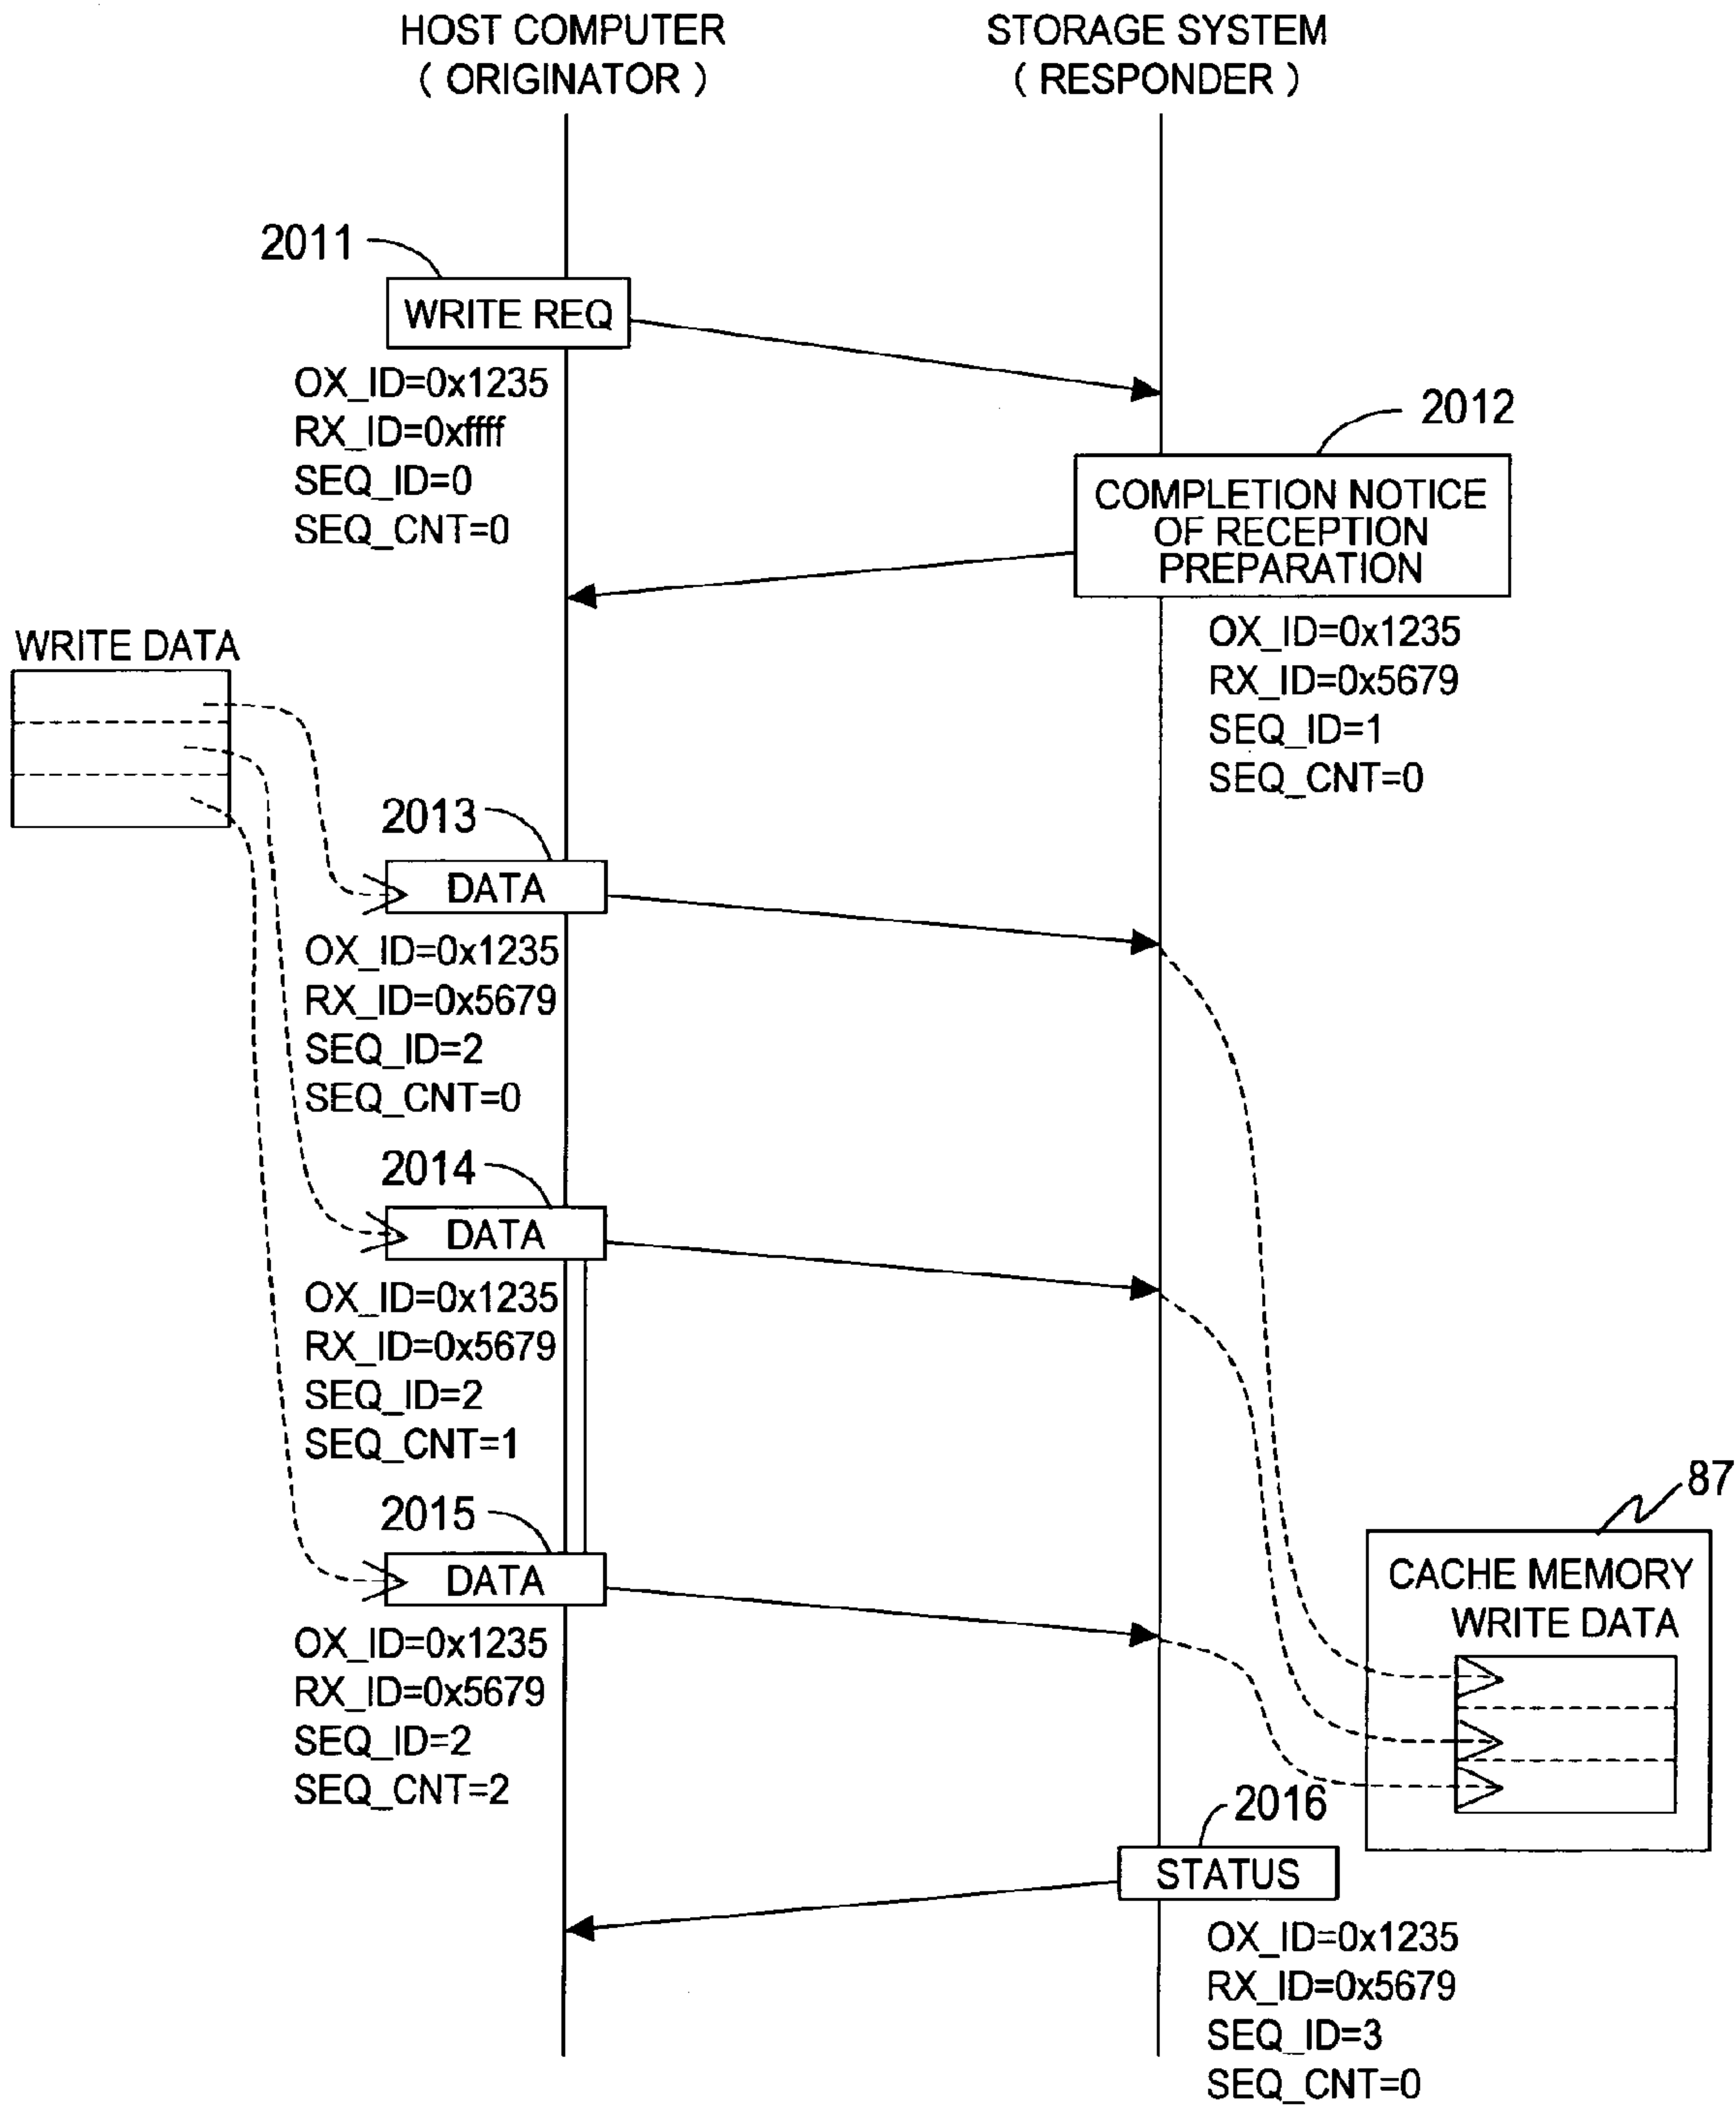 HOST COMPUTER
( ORIGINATOR )
STORAGE SYSTEM
( RESPONDER )
2011
WRITE REQ
OX_ID=0x1235
RX_ID=0xffff
SEQ_ID=0
SEQ_CNT=0
2012
COMPLETION NOTICE
OF RECEPTION
PREPARATION
OX_ID=0x1235
RX_ID=0x5679
SEQ_ID=1
SEQ_CNT=0
WRITE DATA
2013
DATA
OX_ID=0x1235
RX_ID=0x5679
SEQ_ID=2
SEQ_CNT=0
2014
DATA
OX_ID=0x1235
RX_ID=0x5679
SEQ_ID=2
SEQ_CNT=1
2015
DATA
OX_ID=0x1235
RX_ID=0x5679
SEQ_ID=2
SEQ_CNT=2
87
CACHE MEMORY
WRITE DATA
2016
STATUS
OX_ID=0x1235
RX_ID=0x5679
SEQ_ID=3
SEQ_CNT=0